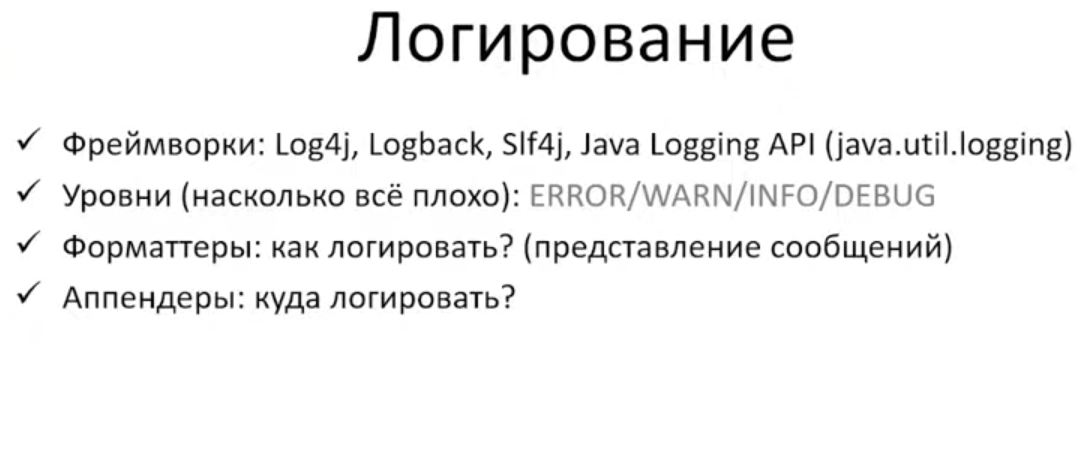 Логирование
✓ Фреймворки: Log4j, Logback, Slf4j, Java Logging API (java.util.logging)
✓ Уровни (насколько всё плохо): ERROR/WARN/INFO/DEBUG
✓ Форматтеры: как логировать? (представление сообщений)
✓ Аппендеры: куда логировать?